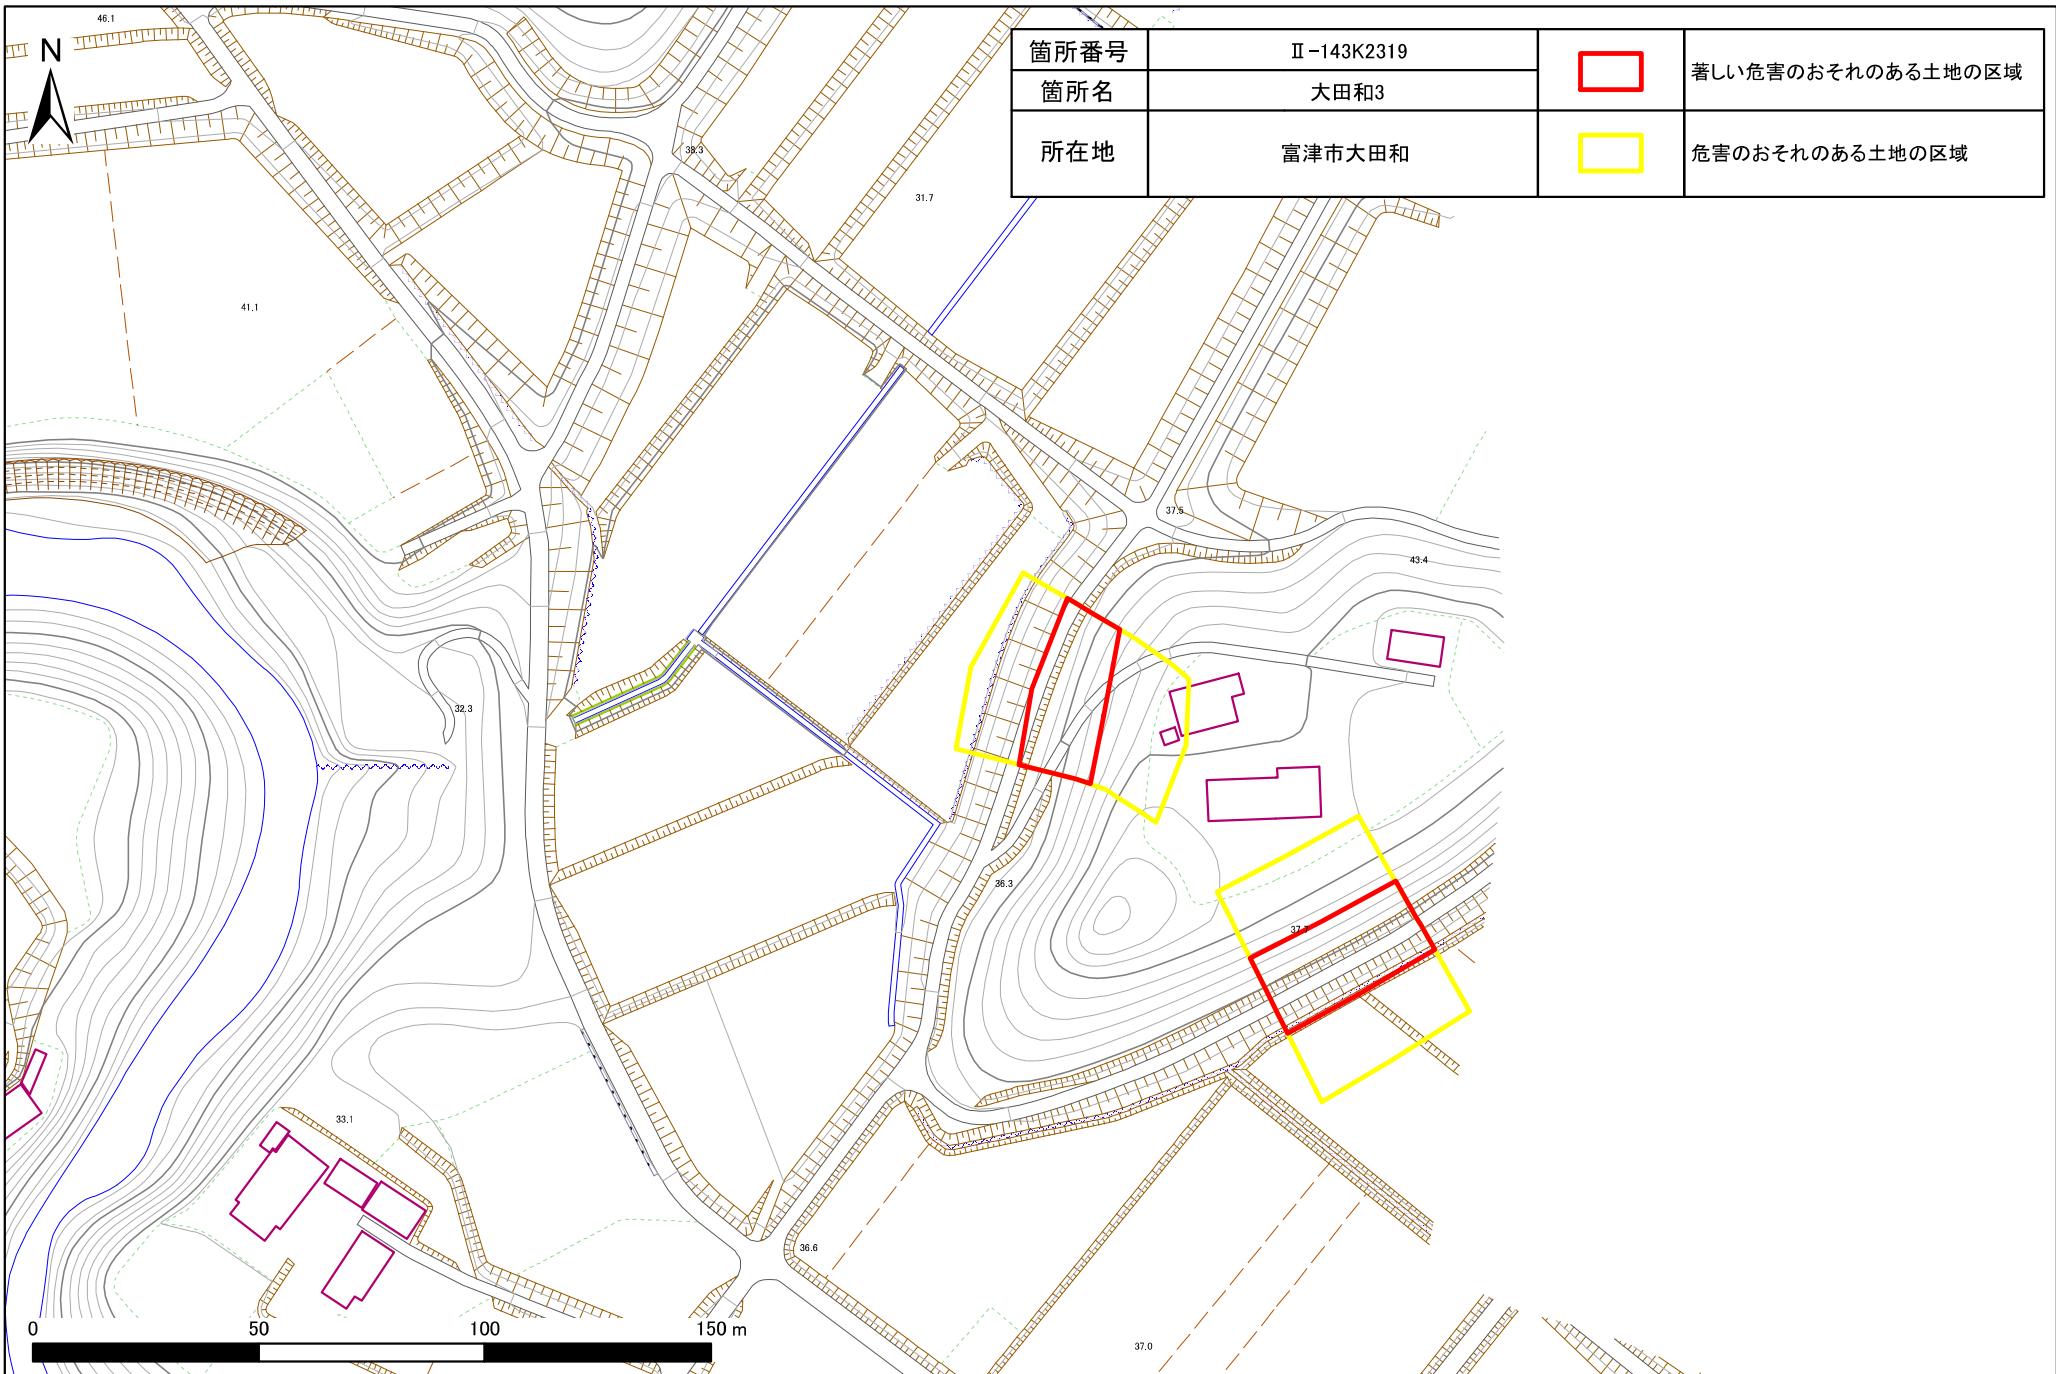 箇所番号 Ⅱ-143K2319
著しい危害のおそれのある土地の区域
箇所名 大田和3
所在地 富津市大田和
危害のおそれのある土地の区域
N
46.1
38.3
31.7
41.1
37.5
43.4
32.3
36.3
37.7
33.1
36.6
37.0
0 50 100 150 m